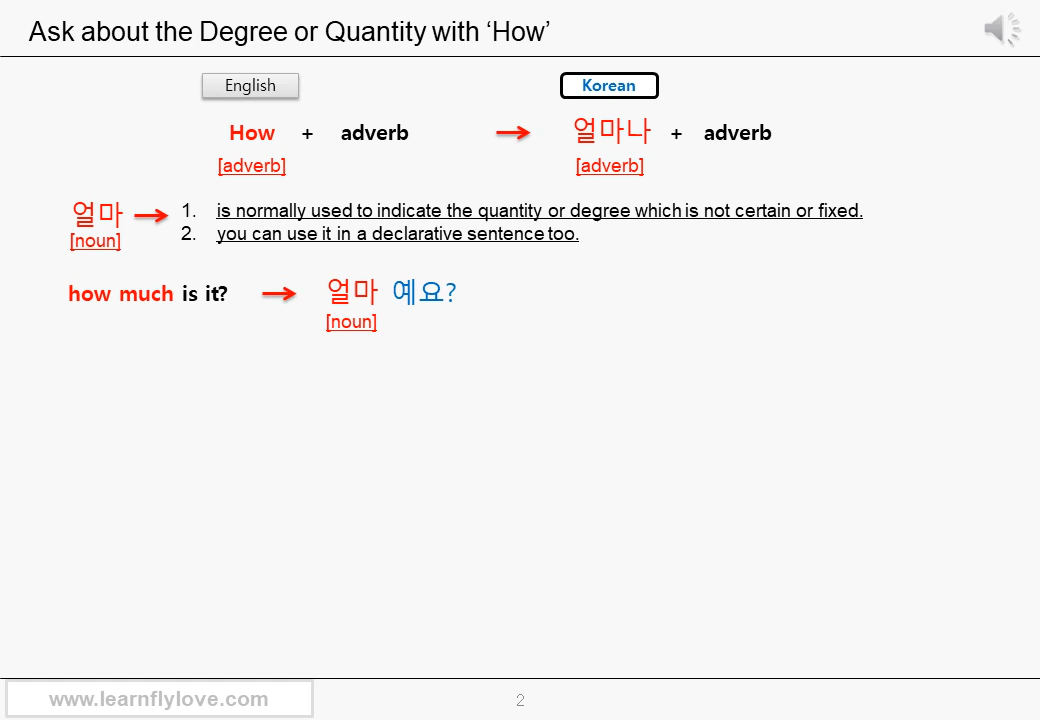 Ask about the Degree or Quantity with ‘How’
English
Korean
How + adverb → 얼마나 + adverb
[adverb] [adverb]
얼마 → 1. is normally used to indicate the quantity or degree which is not certain or fixed.
[noun] 2. you can use it in a declarative sentence too.
how much is it? → 얼마 예요?
[noun]
www.learnflylove.com
2